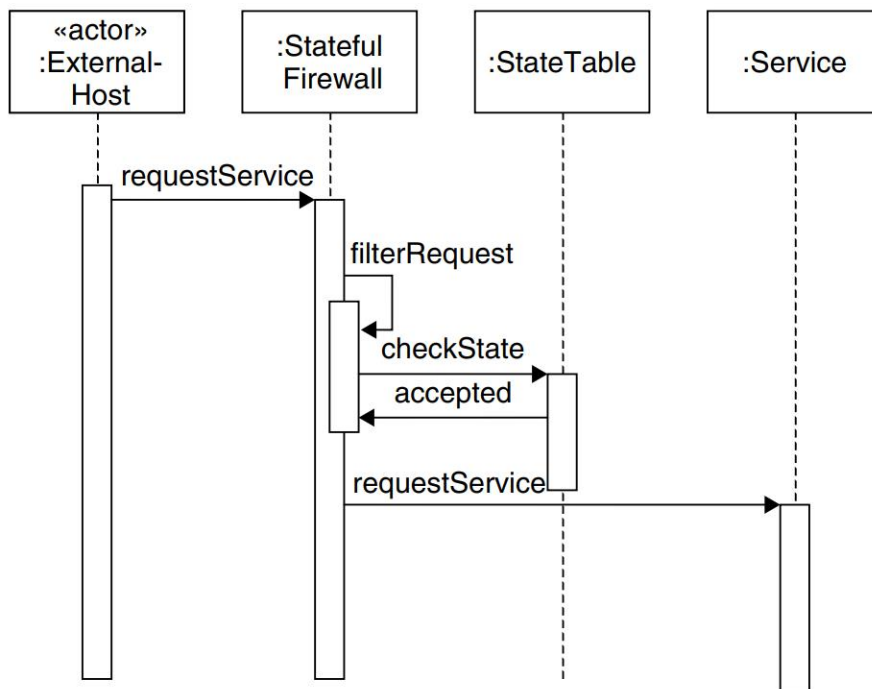 «actor»
:External-
Host
:Stateful
Firewall
:StateTable
:Service
requestService
filterRequest
checkState
accepted
requestService